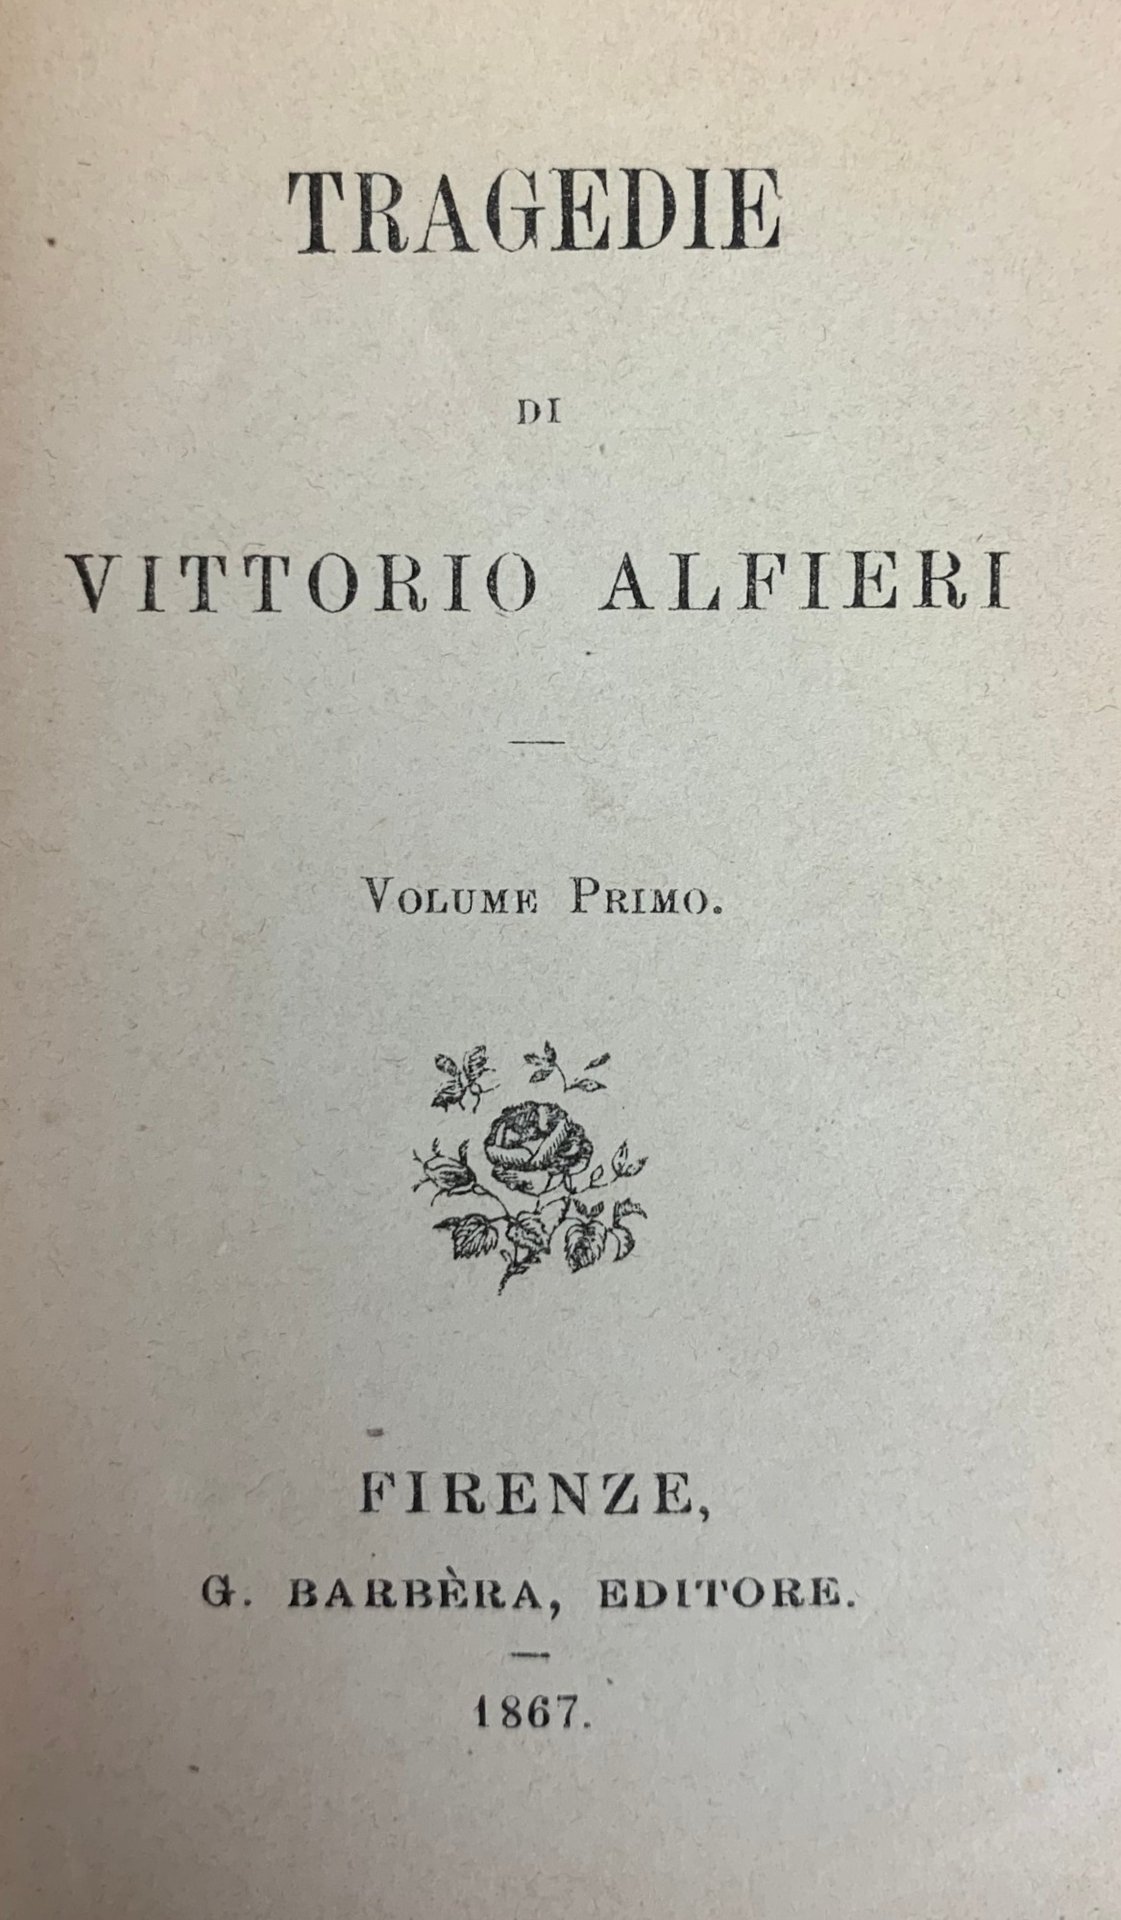 TRAGEDIE
DI
VITTORIO ALFIERI
VOLUME PRIMO.
FIRENZE,
G. BARBÈRA, EDITORE.
1867.